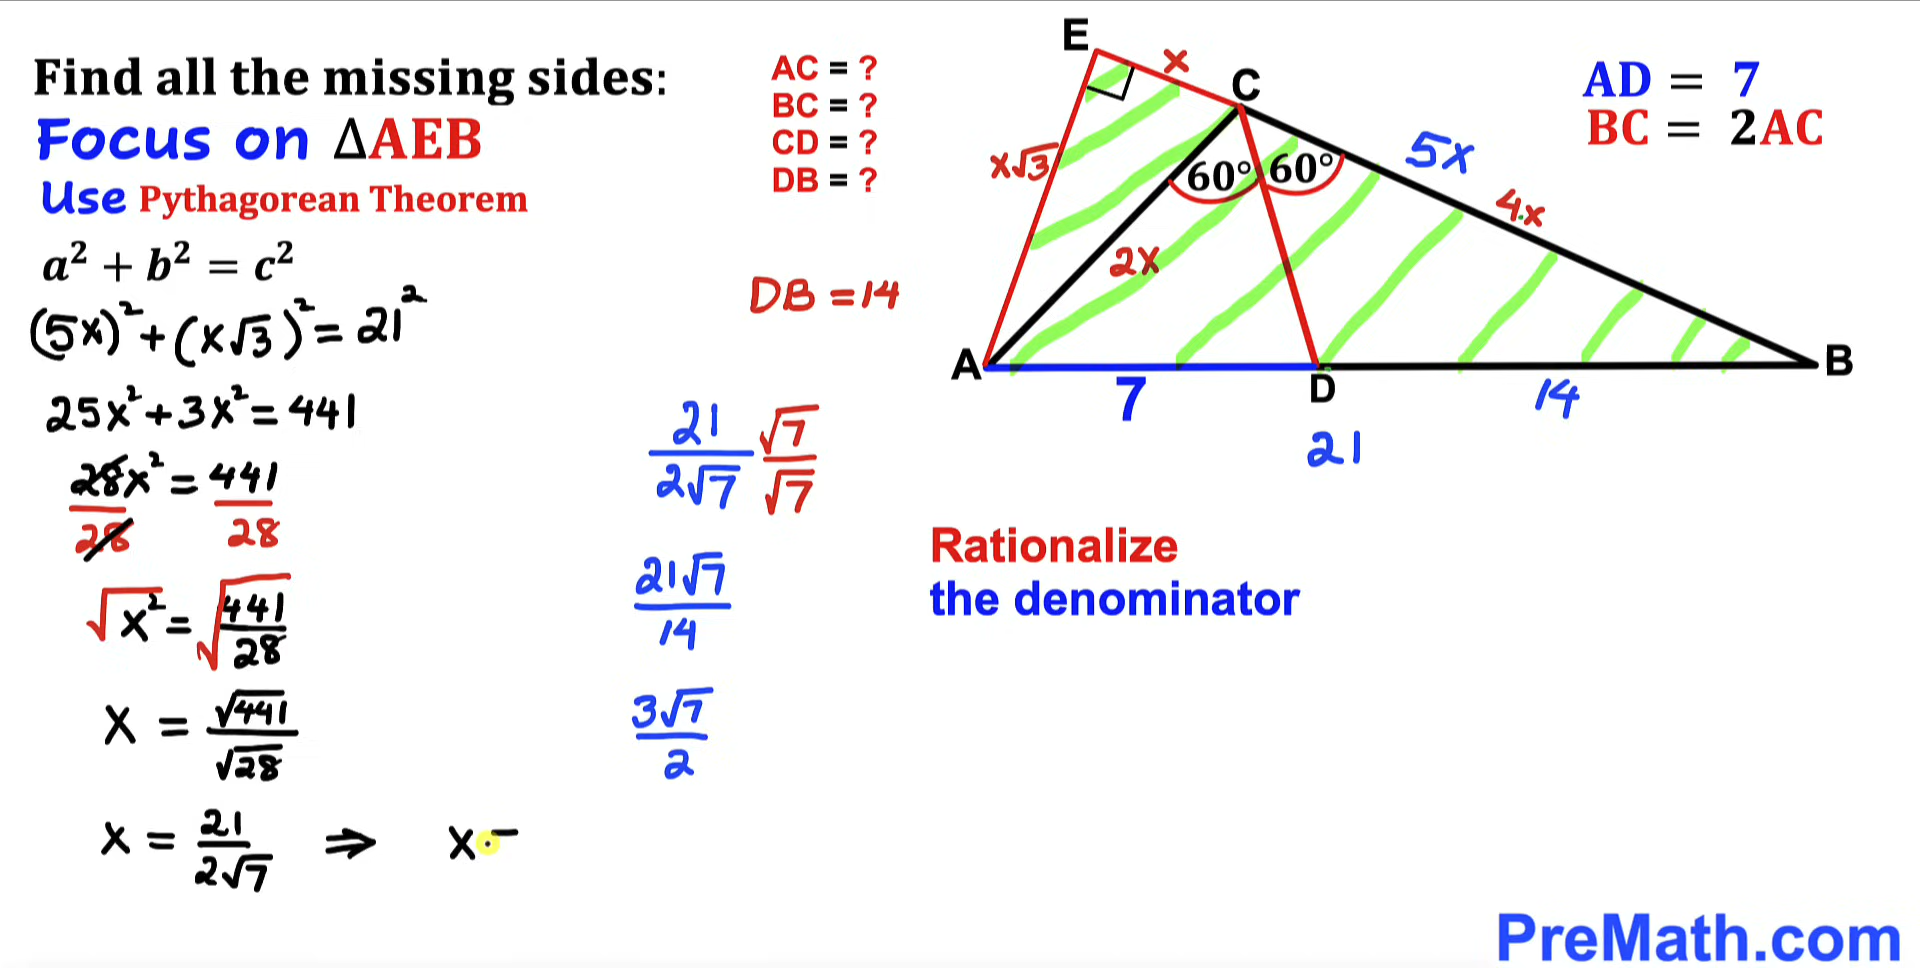 Find all the missing sides:
Focus on ΔAEB
Use Pythagorean Theorem
a² + b² = c²
(5x)² + (x√3)² = 21²
25x² + 3x² = 441
28x² = 441
28 28
√x² = √441
28
x = √441
√28
x = 21 ⇒ x =
2√7
AC = ?
BC = ?
CD = ?
DB = ?
DB = 14
21 √7
2√7 √7
21√7
14
3√7
2
E
x
C
x√3
60° 60°
5x
4x
2x
A
B
7
D
14
21
AD = 7
BC = 2AC
Rationalize
the denominator
PreMath.com